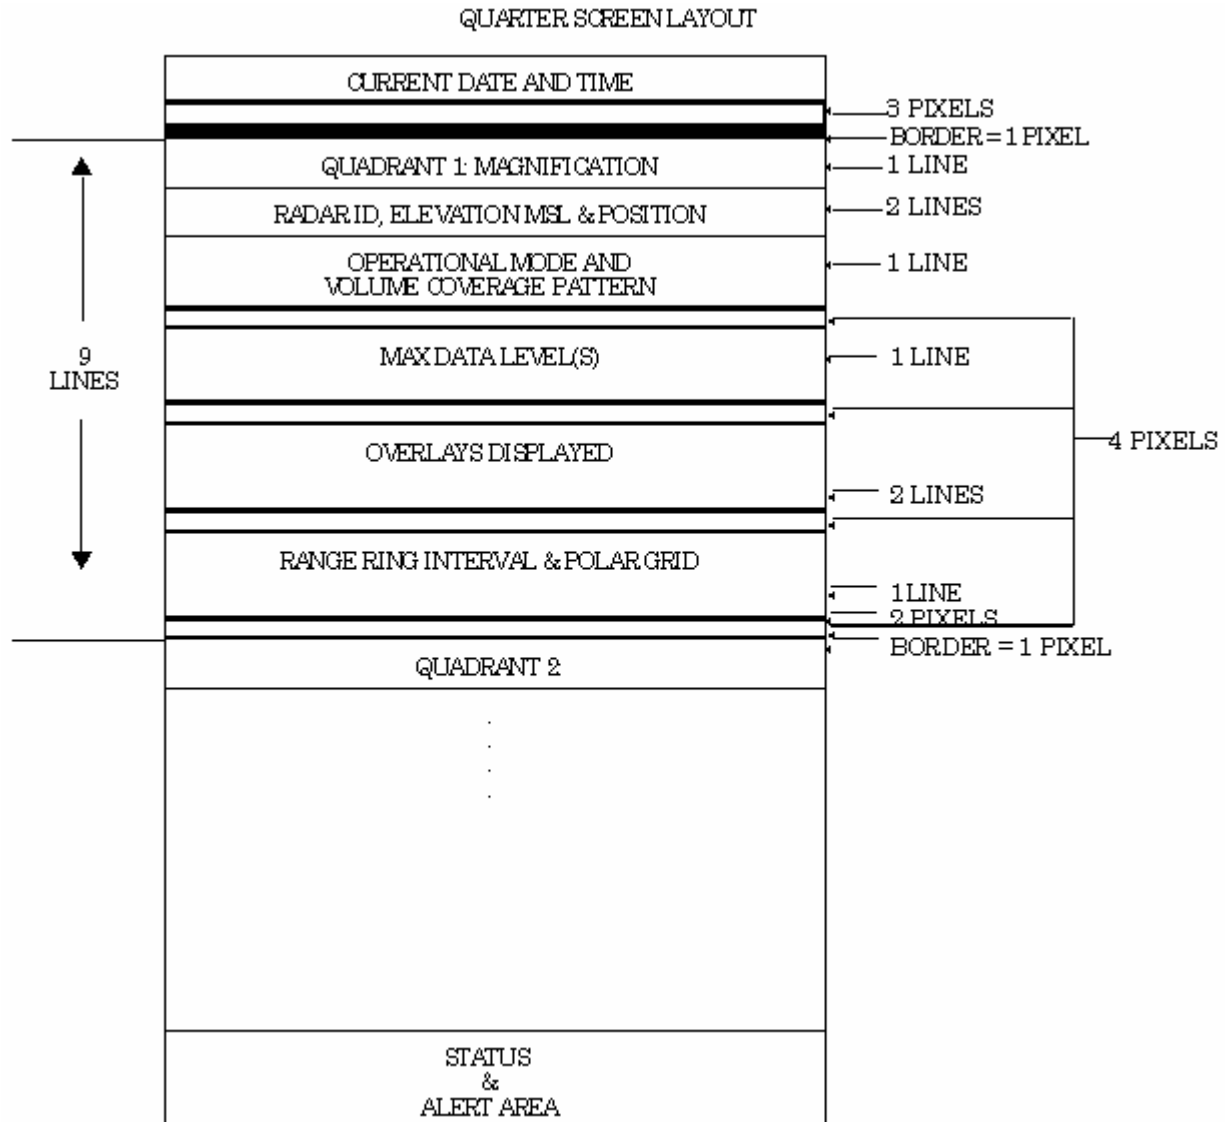 QUARTER SCREEN LAYOUT
CURRENT DATE AND TIME
3 PIXELS
BORDER = 1 PIXEL
QUADRANT 1: MAGNIFICATION
1 LINE
RADAR ID, ELEVATION MSL & POSITION
2 LINES
OPERATIONAL MODE AND
VOLUME COVERAGE PATTERN
1 LINE
9
LINES
MAX DATA LEVEL(S)
1 LINE
4 PIXELS
OVERLAYS DISPLAYED
2 LINES
RANGE RING INTERVAL & POLAR GRID
1 LINE
2 PIXELS
BORDER = 1 PIXEL
QUADRANT 2:
.
.
.
.
STATUS
&
ALERT AREA